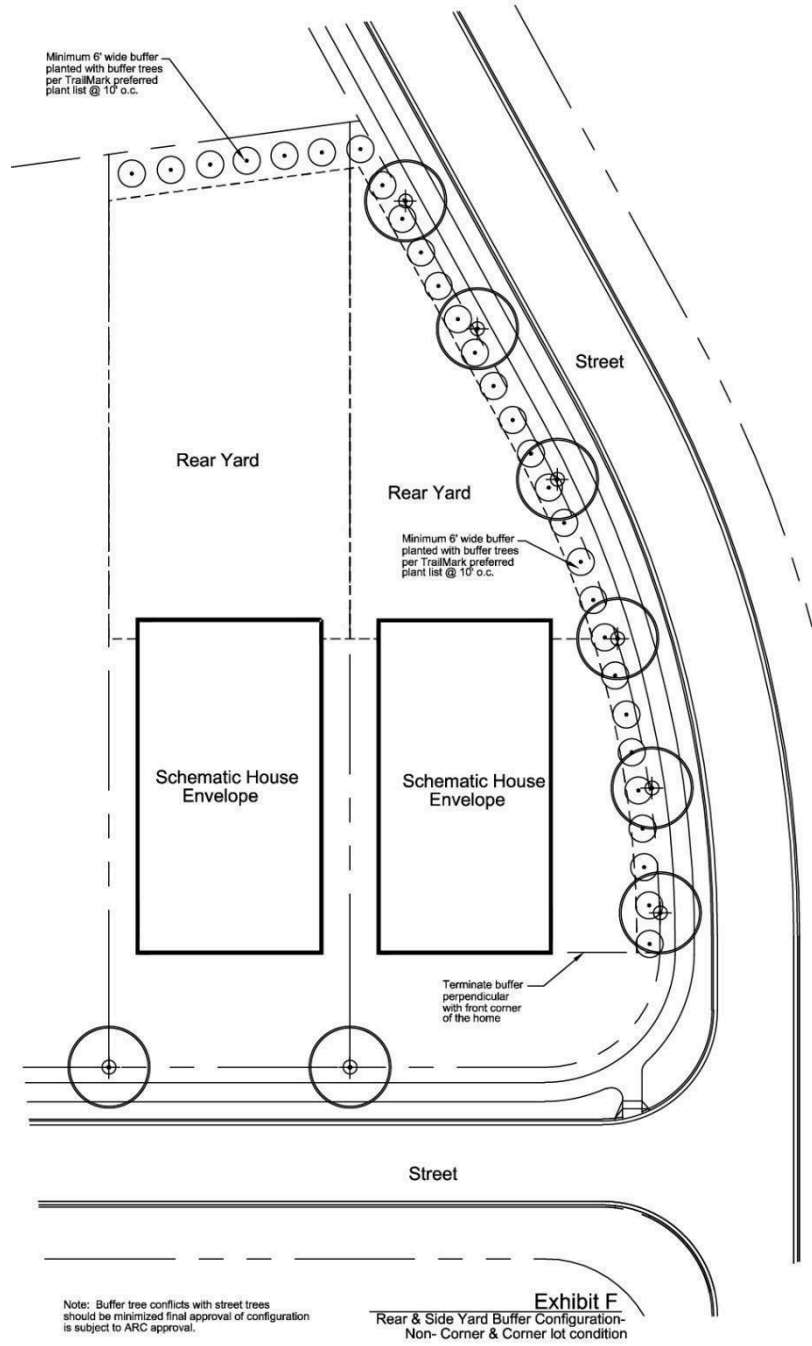 Minimum 6' wide buffer
planted with buffer trees
per TrailMark preferred
plant list @ 10' o.c.
Street
Rear Yard
Rear Yard
Minimum 6' wide buffer
planted with buffer trees
per TrailMark preferred
plant list @ 10' o.c.
Schematic House
Envelope
Schematic House
Envelope
Terminate buffer
perpendicular
with front corner
of the home
Street
Note: Buffer tree conflicts with street trees
should be minimized final approval of configuration
is subject to ARC approval.
Exhibit F
Rear & Side Yard Buffer Configuration-
Non- Corner & Corner lot condition